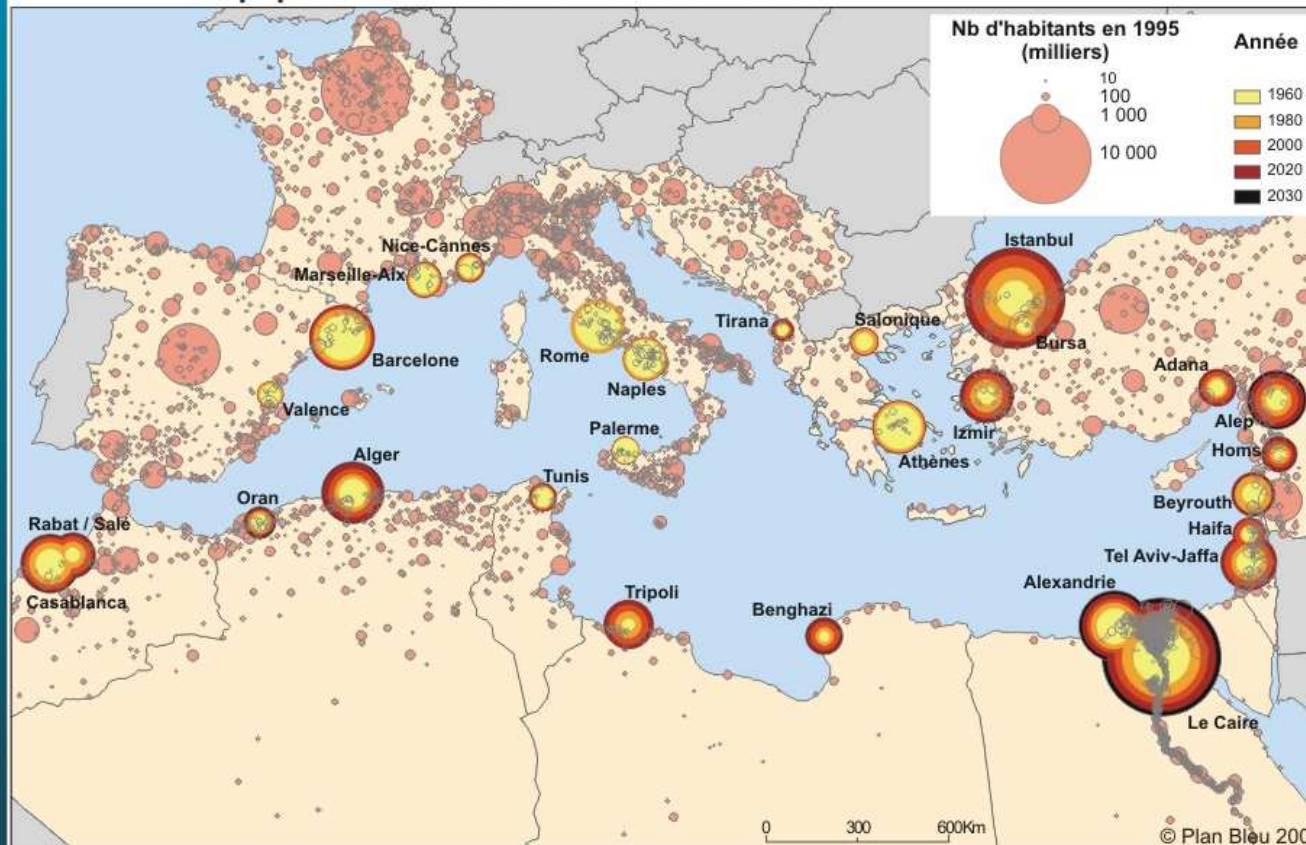 Nb d'habitants en 1995
(milliers)
10
100
1 000
10 000
Année
1960
1980
2000
2020
2030
Istanbul
Nice-Cannes
Marseille-Aix
Tirana
Salonique
Barcelone
Rome
Bursa
Adana
Naples
Valence
Alep
Palerme
Izmir
Athènes
Homs
Alger
Tunis
Oran
Beyrouth
Rabat / Salé
Haifa
Tel Aviv-Jaffa
Casablanca
Tripoli
Benghazi
Alexandrie
Le Caire
0 300 600Km
© Plan Bleu 200